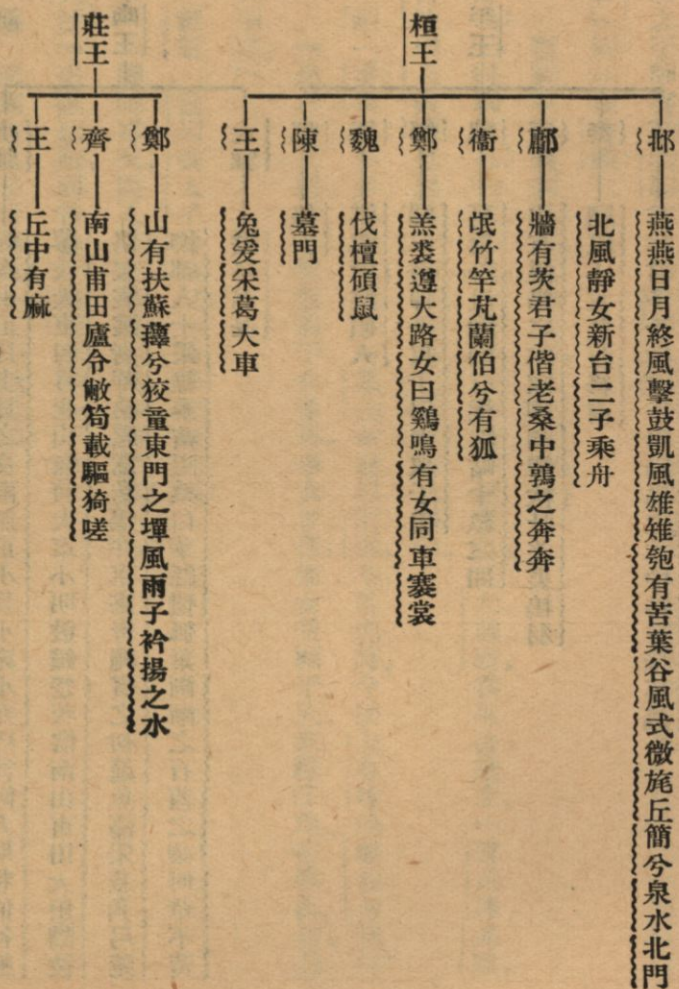 桓王
邶
燕燕日月終風擊鼓凱風雄雉匏有苦葉谷風式微旄丘簡兮泉水北門
北風靜女新台二子乘舟
鄘
牆有茨君子偕老桑中鶉之奔奔
衞
氓竹竿芃蘭伯兮有狐
鄭
羔裘遵大路女曰鷄鳴有女同車褰裳
魏
伐檀碩鼠
陳
墓門
王
兔爰采葛大車
莊王
鄭
山有扶蘇蘀兮狡童東門之墠風雨子衿揚之水
齊
南山甫田廬令敝笱載驅猗嗟
王
丘中有麻